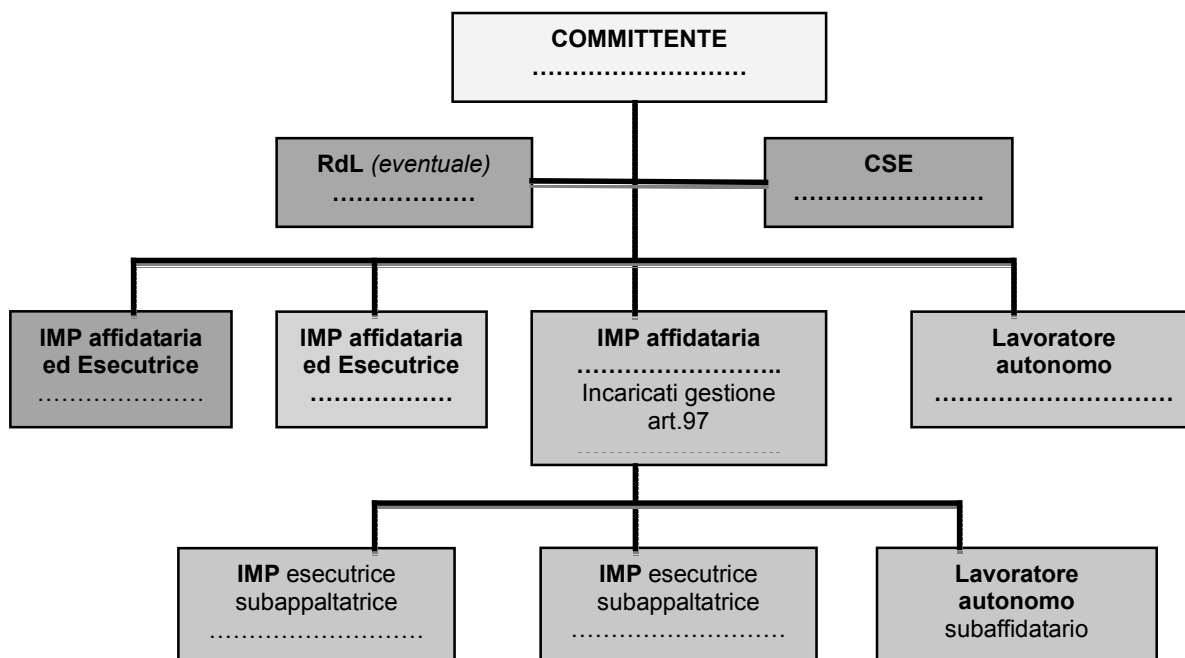 COMMITTENTE
...........................
RdL (eventuale)
..................
CSE
........................
IMP affidataria
ed Esecutrice
.....................
IMP affidataria
ed Esecutrice
..................
IMP affidataria
..........................
Incaricati gestione
art.97
..........................
Lavoratore
autonomo
..............................
IMP esecutrice
subappaltatrice
...........................
IMP esecutrice
subappaltatrice
...........................
Lavoratore
autonomo
subaffidatario